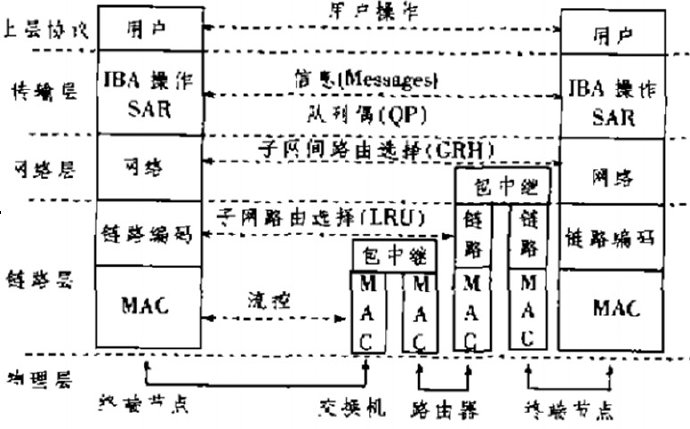 用户操作
上层协议 用户 用户
传输层 IBA 操作 SAR 信息(Messages) IBA 操作 SAR
队列偶(QP)
子网间路由选择(GRH)
网络层 网络 包中继 网络
子网路由选择(LRU)
链路编码 链路 链路 链路编码
包中继
链路层 MAC 流控 MAC MAC MAC MAC MAC
物理层
终端节点 交换机 路由器 终端节点